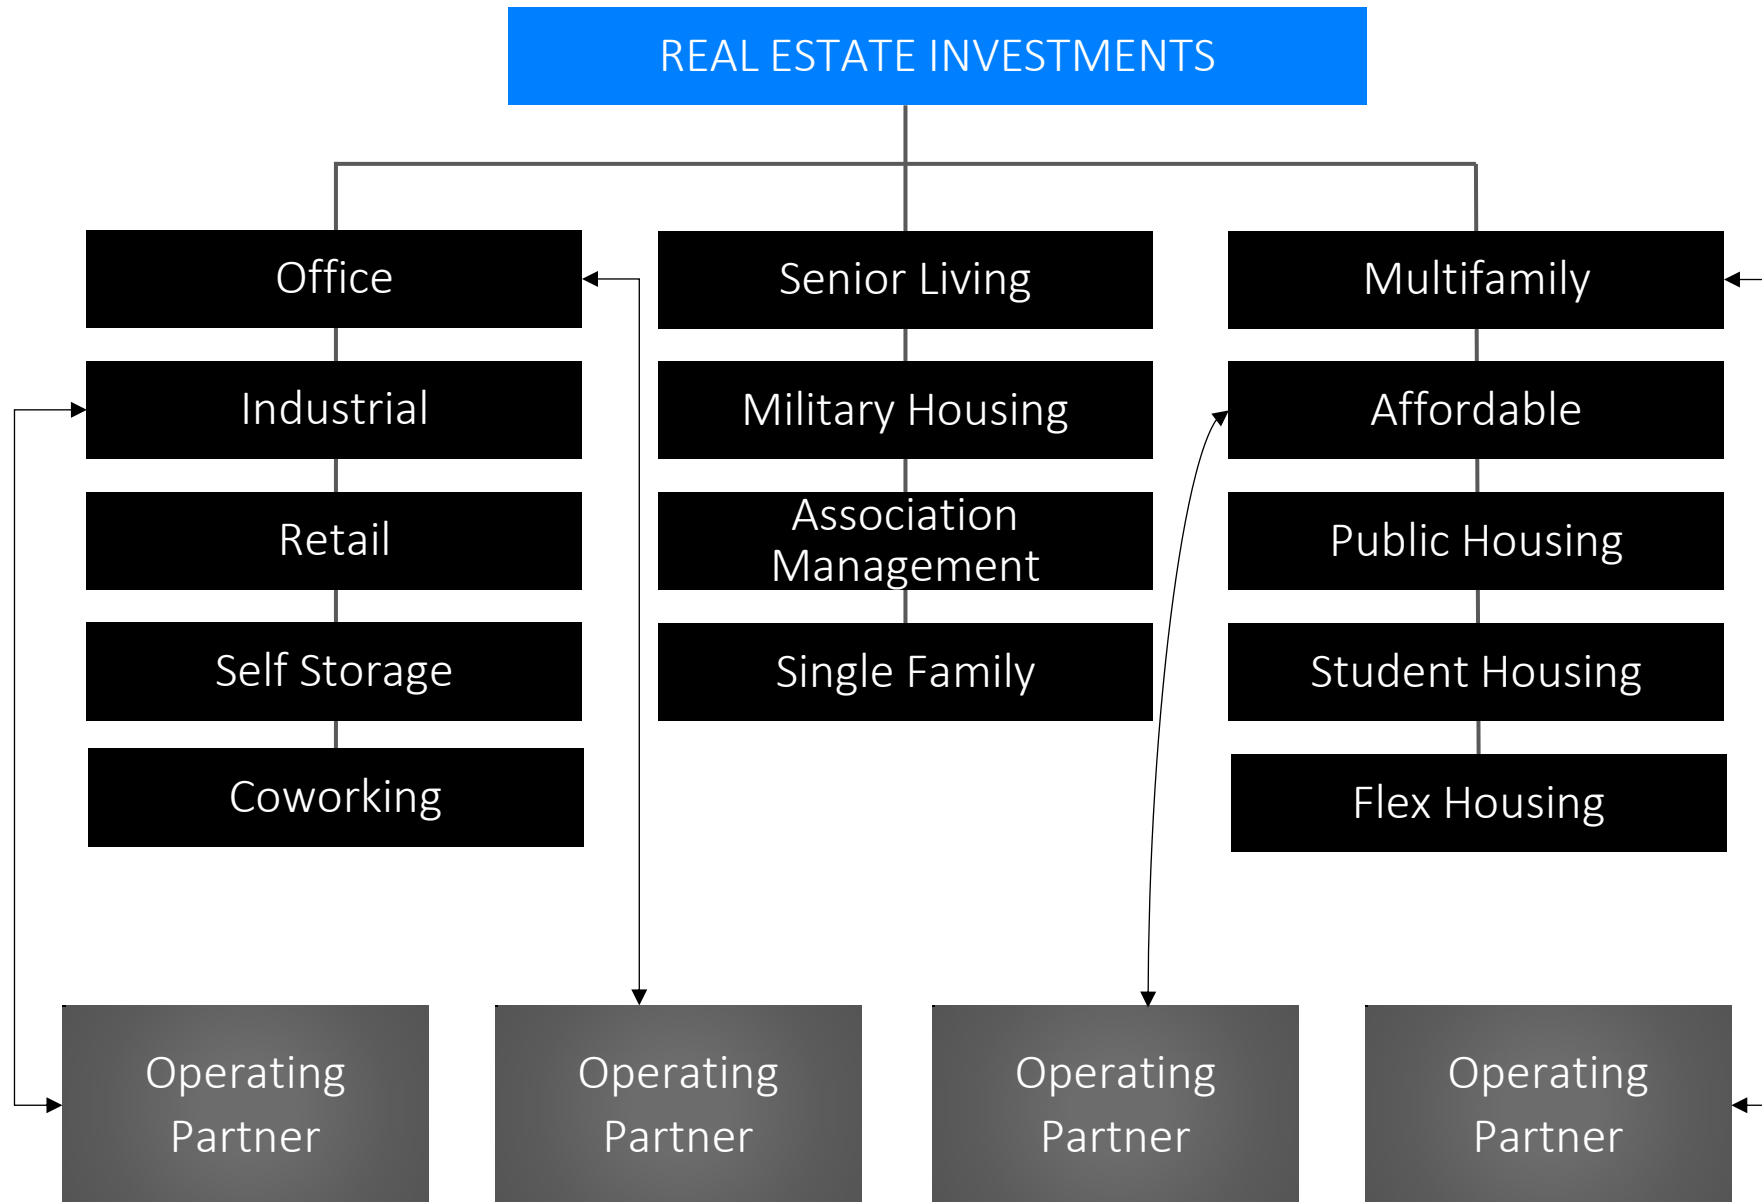 REAL ESTATE INVESTMENTS
Office
Industrial
Retail
Self Storage
Coworking
Senior Living
Military Housing
Association
Management
Single Family
Multifamily
Affordable
Public Housing
Student Housing
Flex Housing
Operating
Partner
Operating
Partner
Operating
Partner
Operating
Partner